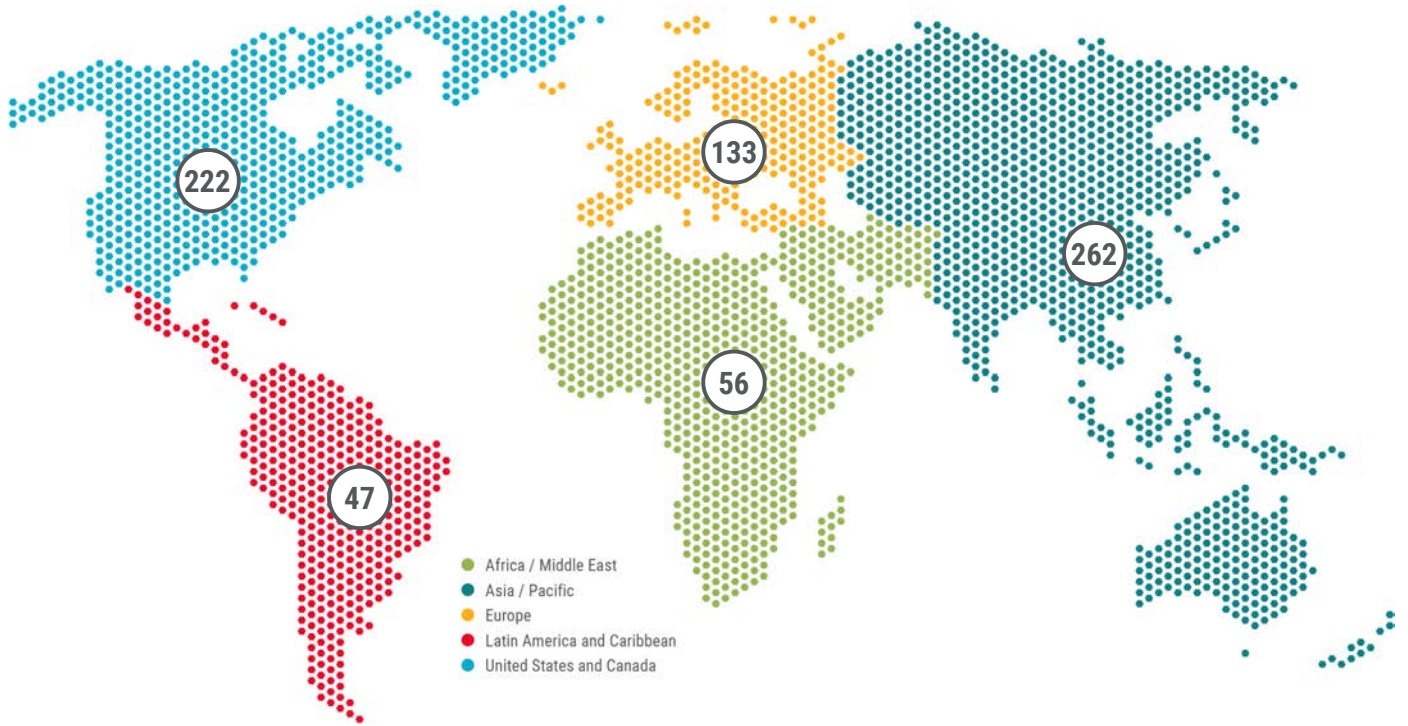 133
222
262
56
47
Africa / Middle East
Asia / Pacific
Europe
Latin America and Caribbean
United States and Canada